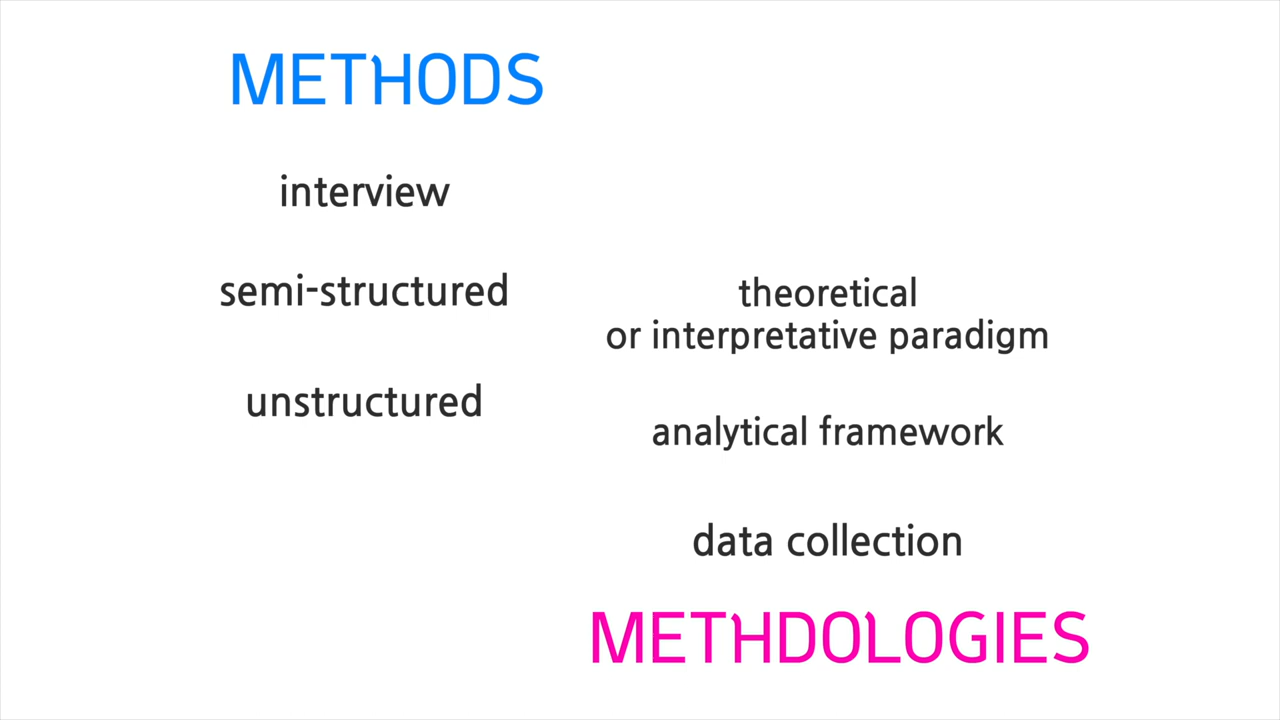 METHODS
interview
semi-structured
unstructured
theoretical
or interpretative paradigm
analytical framework
data collection
METHDOLOGIES